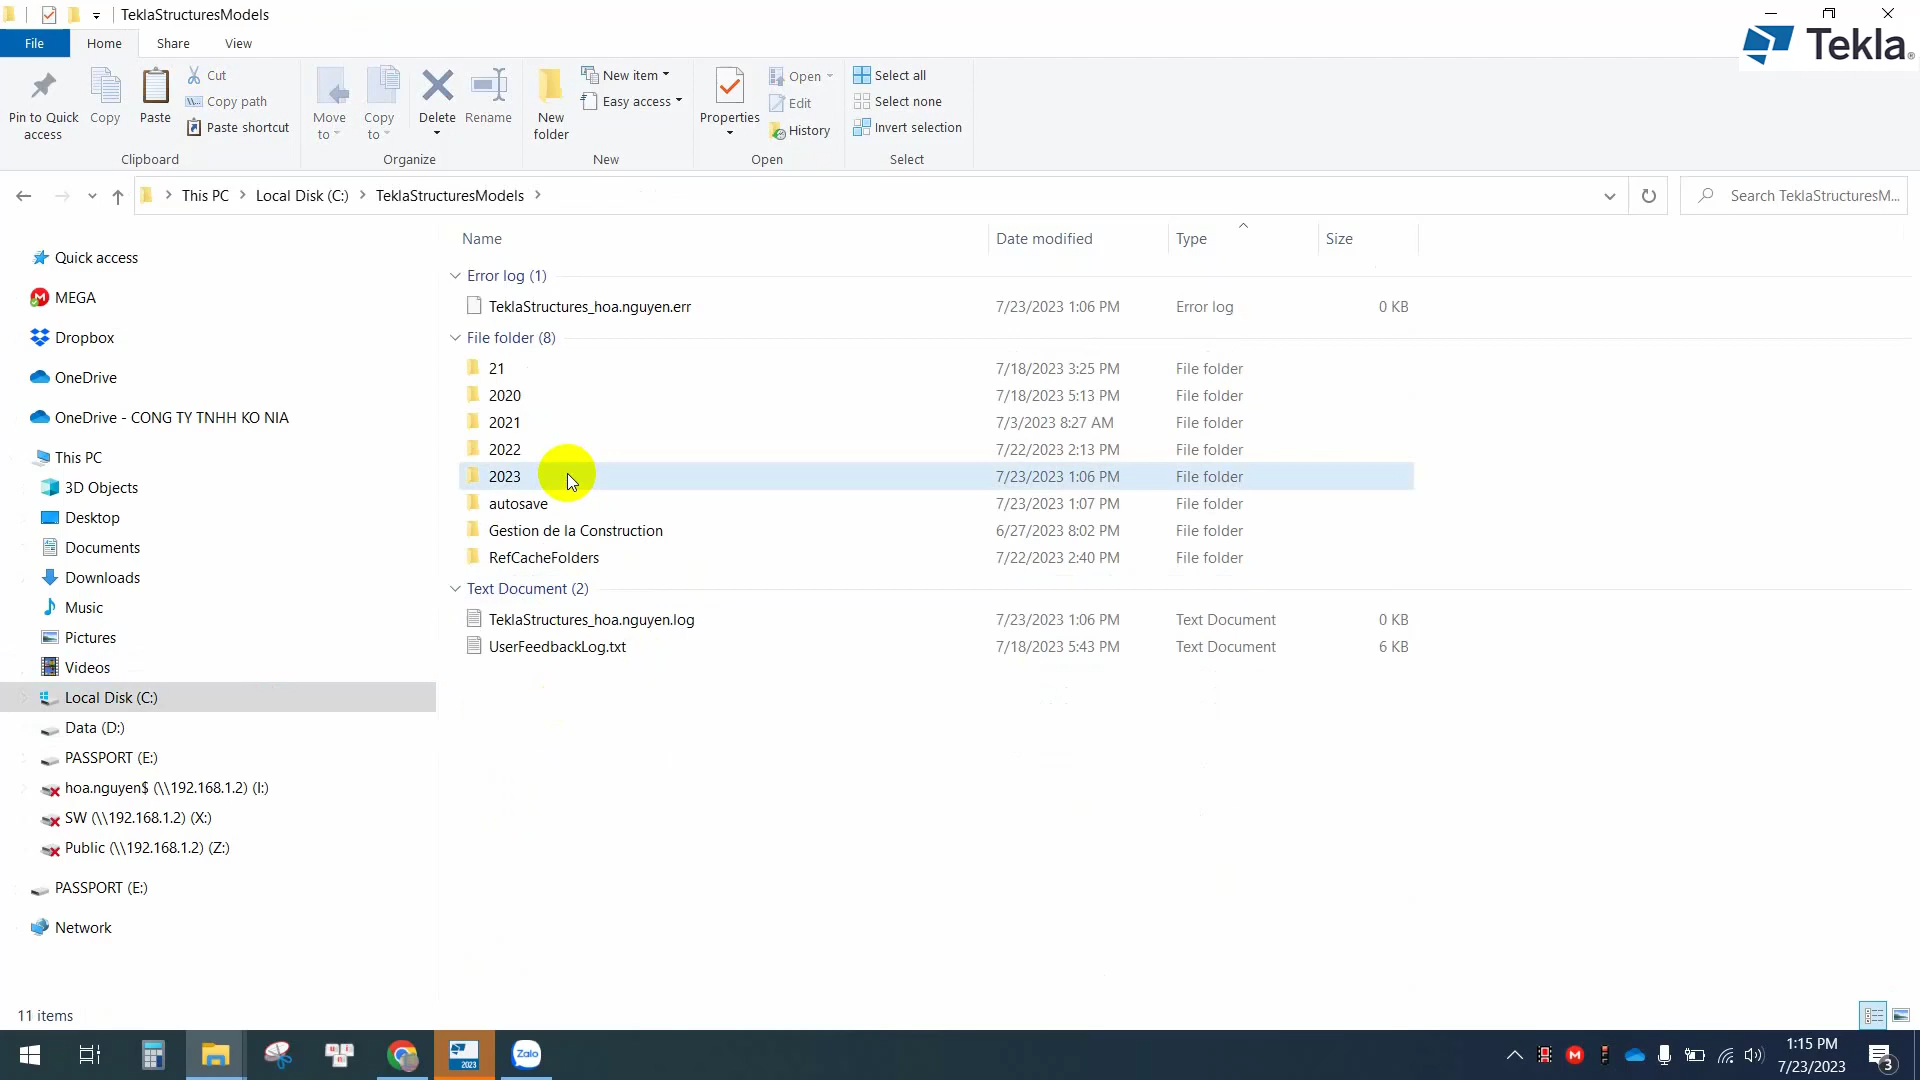 TeklaStructuresModels
File Home Share View
Tekla®
Pin to Quick access
Copy
Paste
Cut
Copy path
Paste shortcut
Clipboard
Move to
Copy to
Delete
Rename
Organize
New folder
New item
Easy access
New
Properties
Open
Edit
History
Open
Select all
Select none
Invert selection
Select
This PC > Local Disk (C:) > TeklaStructuresModels >
Search TeklaStructuresM...
Name Date modified Type Size
Error log (1)
TeklaStructures_hoa.nguyen.err 7/23/2023 1:06 PM Error log 0 KB
File folder (8)
21 7/18/2023 3:25 PM File folder
2020 7/18/2023 5:13 PM File folder
2021 7/3/2023 8:27 AM File folder
2022 7/22/2023 2:13 PM File folder
2023 7/23/2023 1:06 PM File folder
autosave 7/23/2023 1:07 PM File folder
Gestion de la Construction 6/27/2023 8:02 PM File folder
RefCacheFolders 7/22/2023 2:40 PM File folder
Text Document (2)
TeklaStructures_hoa.nguyen.log 7/23/2023 1:06 PM Text Document 0 KB
UserFeedbackLog.txt 7/18/2023 5:43 PM Text Document 6 KB
Quick access
MEGA
Dropbox
OneDrive
OneDrive - CONG TY TNHH KO NIA
This PC
3D Objects
Desktop
Documents
Downloads
Music
Pictures
Videos
Local Disk (C:)
Data (D:)
PASSPORT (E:)
hoa.nguyen$ (\\192.168.1.2) (I:)
SW (\\192.168.1.2) (X:)
Public (\\192.168.1.2) (Z:)
PASSPORT (E:)
Network
11 items
2023
Zalo
1:15 PM
7/23/2023
3